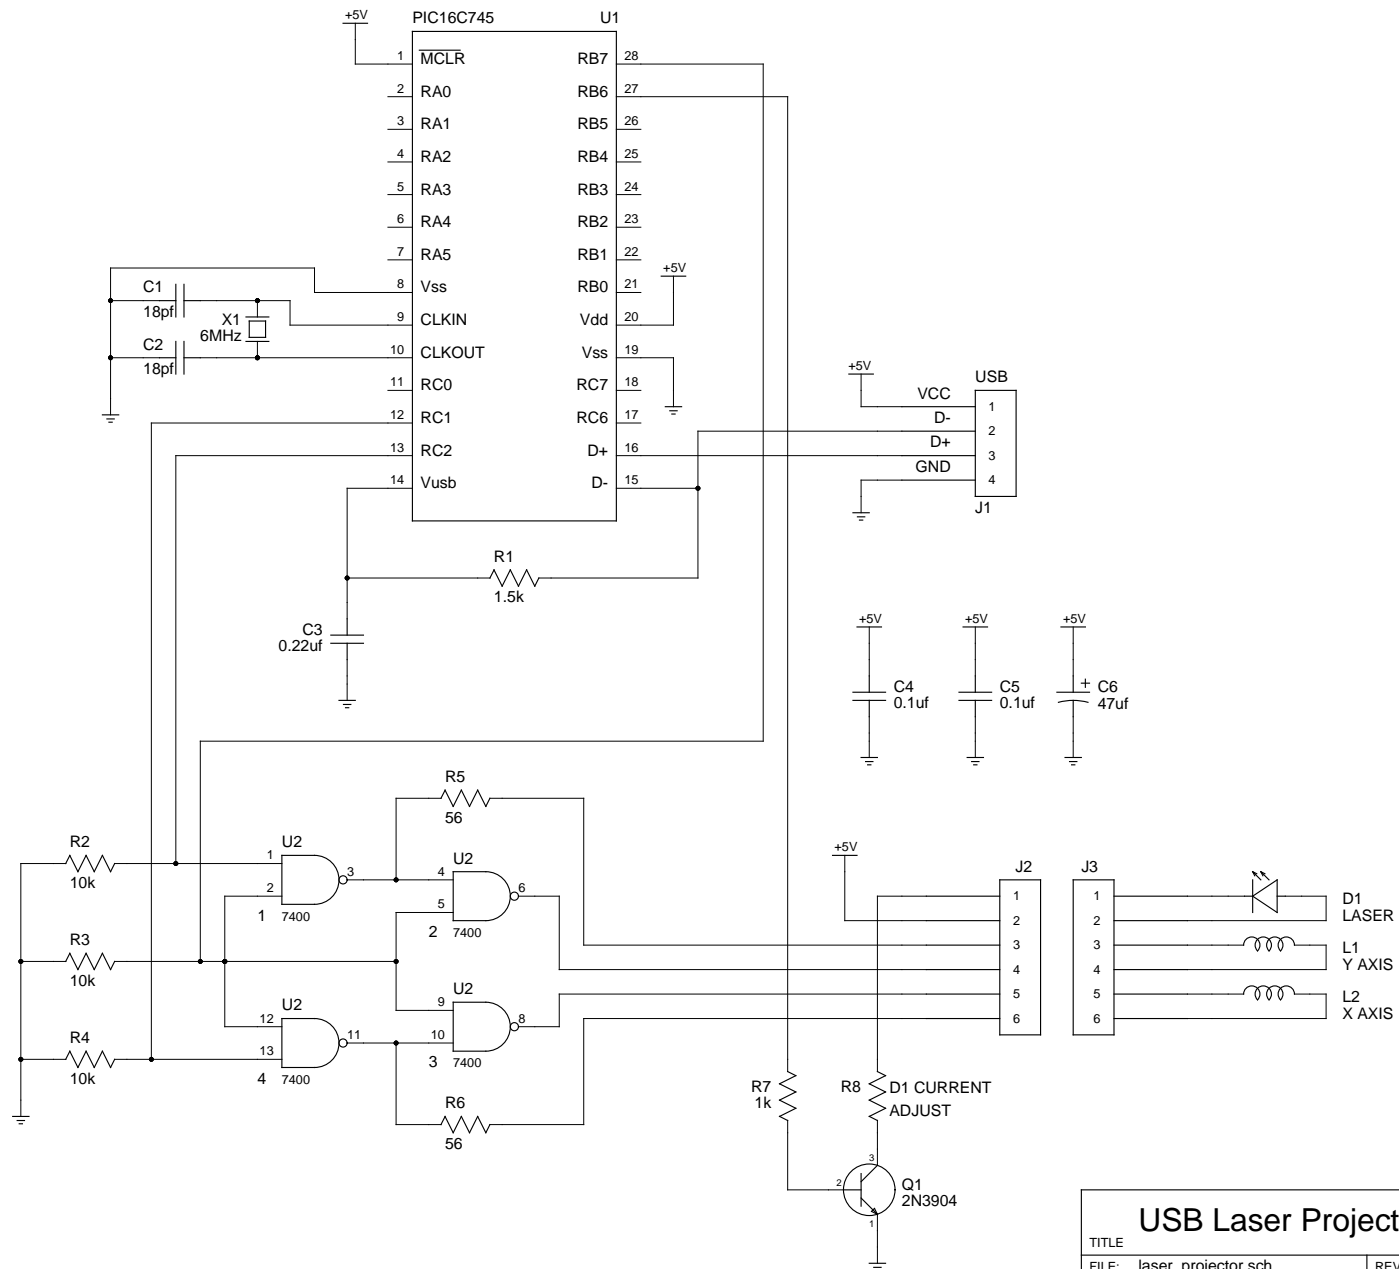 +5V
PIC16C745 U1
1 MCLR RB7 28
2 RA0 RB6 27
3 RA1 RB5 26
4 RA2 RB4 25
5 RA3 RB3 24
6 RA4 RB2 23
7 RA5 RB1 22
8 Vss RB0 21
9 CLKIN Vdd 20
10 CLKOUT Vss 19
11 RC0 RC7 18
12 RC1 RC6 17
13 RC2 D+ 16
14 Vusb D- 15
+5V
C1
18pf
X1
6MHz
C2
18pf
+5V
USB
VCC 1
D- 2
D+ 3
GND 4
J1
R1
1.5k
C3
0.22uf
+5V
C4
0.1uf
+5V
C5
0.1uf
+5V
+ C6
47uf
R5
56
R2
10k
U2
1
2
3
1 7400
U2
4
5
6
2 7400
R3
10k
U2
12
13
11
4 7400
U2
9
10
8
3 7400
R4
10k
R6
56
+5V
J2
1
2
3
4
5
6
J3
1
2
3
4
5
6
D1
LASER
L1
Y AXIS
L2
X AXIS
R7
1k
R8 D1 CURRENT
ADJUST
3
2
1
Q1
2N3904
USB Laser Project
TITLE
FILE: laser_projector.sch REV